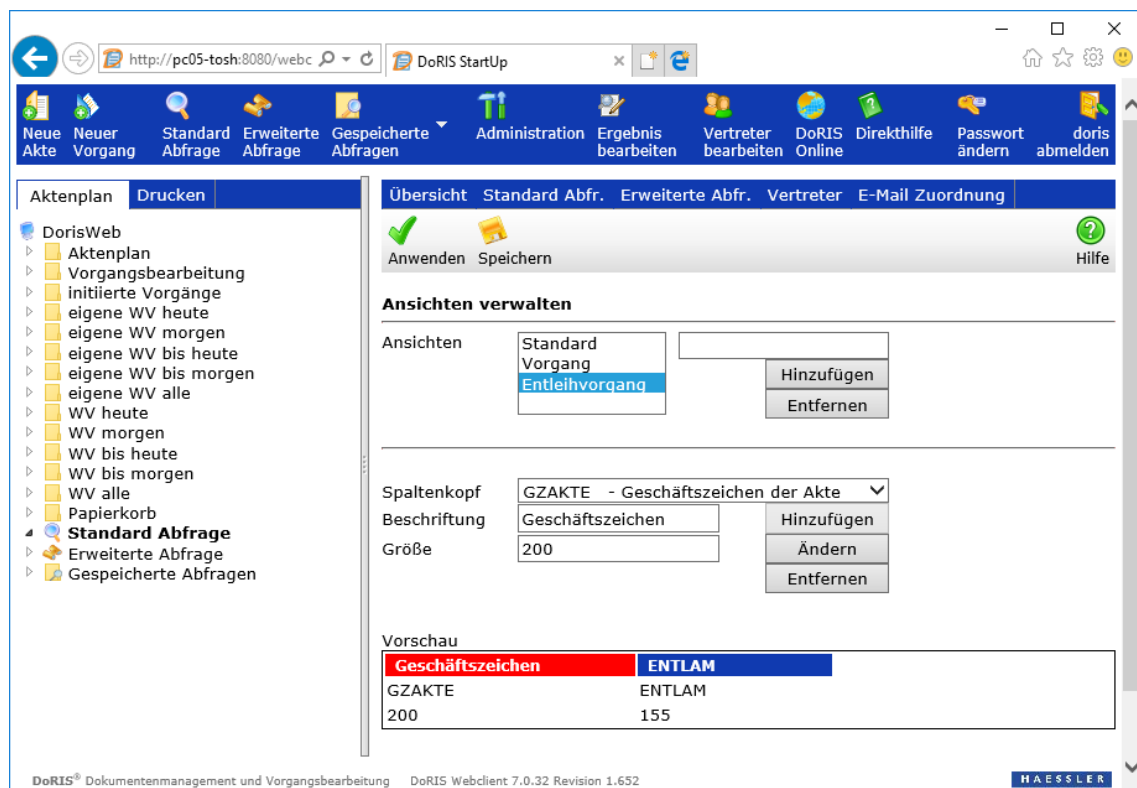 http://pc05-tosh:8080/webc
DoRIS StartUp
Neue Akte
Neuer Vorgang
Standard Abfrage
Erweiterte Abfrage
Gespeicherte Abfragen
Administration
Ergebnis bearbeiten
Vertreter bearbeiten
DoRIS Online
Direkthilfe
Passwort ändern
doris abmelden
Aktenplan Drucken
DorisWeb
Aktenplan
Vorgangsbearbeitung
initiierte Vorgänge
eigene WV heute
eigene WV morgen
eigene WV bis heute
eigene WV bis morgen
eigene WV alle
WV heute
WV morgen
WV bis heute
WV bis morgen
WV alle
Papierkorb
Standard Abfrage
Erweiterte Abfrage
Gespeicherte Abfragen
Übersicht Standard Abfr. Erweiterte Abfr. Vertreter E-Mail Zuordnung
Anwenden Speichern Hilfe
Ansichten verwalten
Ansichten
Standard
Vorgang
Entleihvorgang
Hinzufügen
Entfernen
Spaltenkopf GZAKTE - Geschäftszeichen der Akte
Beschriftung Geschäftszeichen Hinzufügen
Größe 200 Ändern
Entfernen
Vorschau
Geschäftszeichen ENTLAM
GZAKTE ENTLAM
200 155
DoRIS® Dokumentenmanagement und Vorgangsbearbeitung DoRIS Webclient 7.0.32 Revision 1.652 HAESSLER